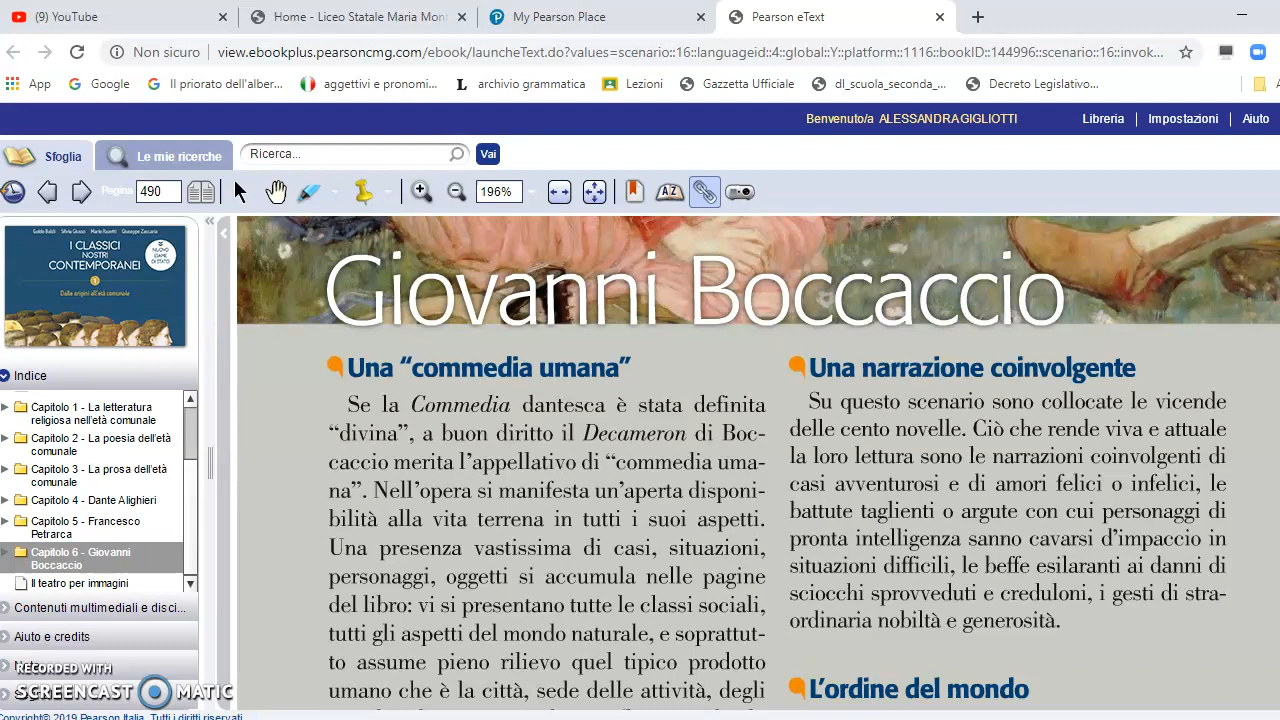 (9) YouTube
Home - Liceo Statale Maria Mont
My Pearson Place
Pearson eText
Non sicuro
view.ebookplus.pearsoncmg.com/ebook/launcheText.do?values=scenario::16::languageid::4::global::Y::platform::1116::bookID::144996::scenario::16::invok...
App
Google
Il priorato dell'alber...
aggettivi e pronomi...
archivio grammatica
Lezioni
Gazzetta Ufficiale
dl_scuola_seconda_...
Decreto Legislativo...
Benvenuto/a ALESSANDRAGIGLIOTTI
Libreria
Impostazioni
Aiuto
Sfoglia
Le mie ricerche
Ricerca...
Vai
Pagina
490
196%
I CLASSICI
NOSTRI
CONTEMPORANEI
NUOVO
ESAME
DI STATO
1
Dalle origini all'età comunale
Indice
Capitolo 1 - La letteratura
religiosa nell'età comunale
Capitolo 2 - La poesia dell'età
comunale
Capitolo 3 - La prosa dell'età
comunale
Capitolo 4 - Dante Alighieri
Capitolo 5 - Francesco
Petrarca
Capitolo 6 - Giovanni
Boccaccio
Il teatro per immagini
Contenuti multimediali e disci...
Aiuto e credits
RECORDED WITH
SCREENCAST MATIC
Copyright© 2019 Pearson Italia. Tutti i diritti riservati
Giovanni Boccaccio
Una “commedia umana”
Se la Commedia dantesca è stata definita
“divina”, a buon diritto il Decameron di Boc-
caccio merita l’appellativo di “commedia uma-
na”. Nell’opera si manifesta un’aperta disponi-
bilità alla vita terrena in tutti i suoi aspetti.
Una presenza vastissima di casi, situazioni,
personaggi, oggetti si accumula nelle pagine
del libro: vi si presentano tutte le classi sociali,
tutti gli aspetti del mondo naturale, e soprattut-
to assume pieno rilievo quel tipico prodotto
umano che è la città, sede delle attività, degli
Una narrazione coinvolgente
Su questo scenario sono collocate le vicende
delle cento novelle. Ciò che rende viva e attuale
la loro lettura sono le narrazioni coinvolgenti di
casi avventurosi e di amori felici o infelici, le
battute taglienti o argute con cui personaggi di
pronta intelligenza sanno cavarsi d’impaccio in
situazioni difficili, le beffe esilaranti ai danni di
sciocchi sprovveduti e creduloni, i gesti di stra-
ordinaria nobiltà e generosità.
L’ordine del mondo